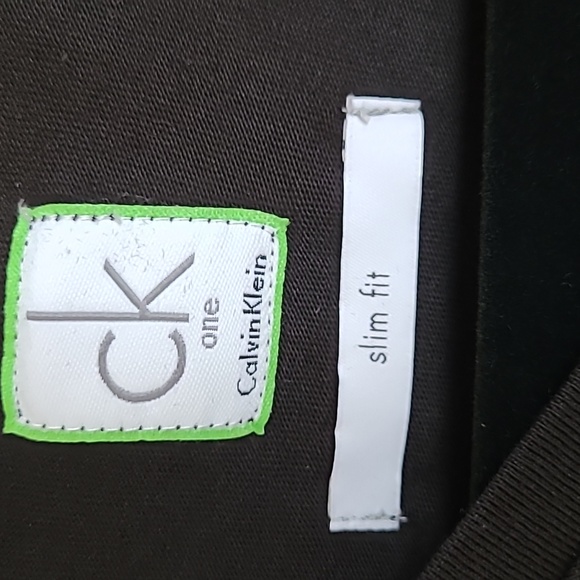 ck
one
CalvinKlein
slim fit